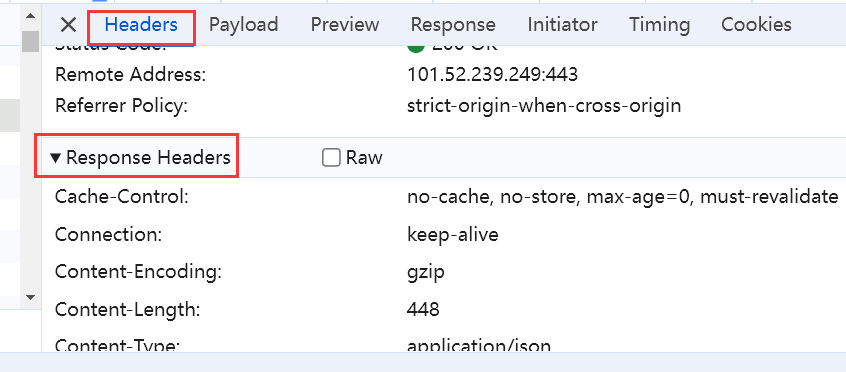 Headers Payload Preview Response Initiator Timing Cookies
Status Code: 200 OK
Remote Address: 101.52.239.249:443
Referrer Policy: strict-origin-when-cross-origin
▼ Response Headers Raw
Cache-Control: no-cache, no-store, max-age=0, must-revalidate
Connection: keep-alive
Content-Encoding: gzip
Content-Length: 448
Content-Type: application/json